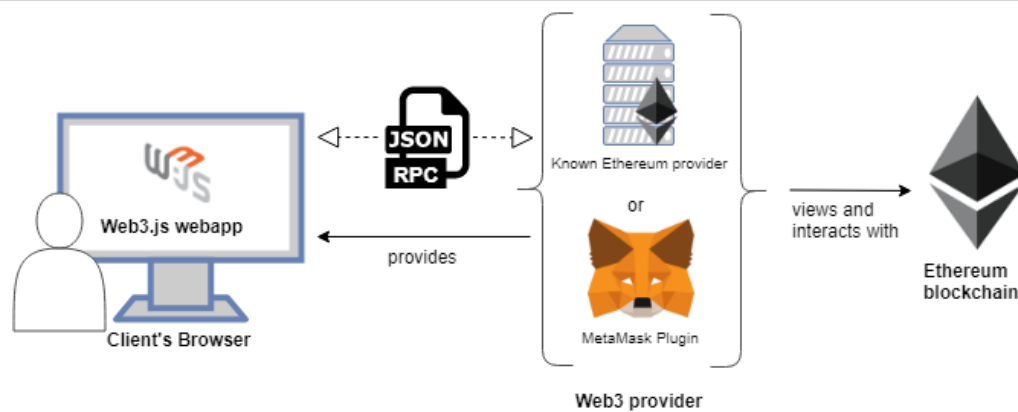 W3JS
Web3.js webapp
Client's Browser
JSON
RPC
provides
Known Ethereum provider
or
MetaMask Plugin
Web3 provider
views and
interacts with
Ethereum
blockchain